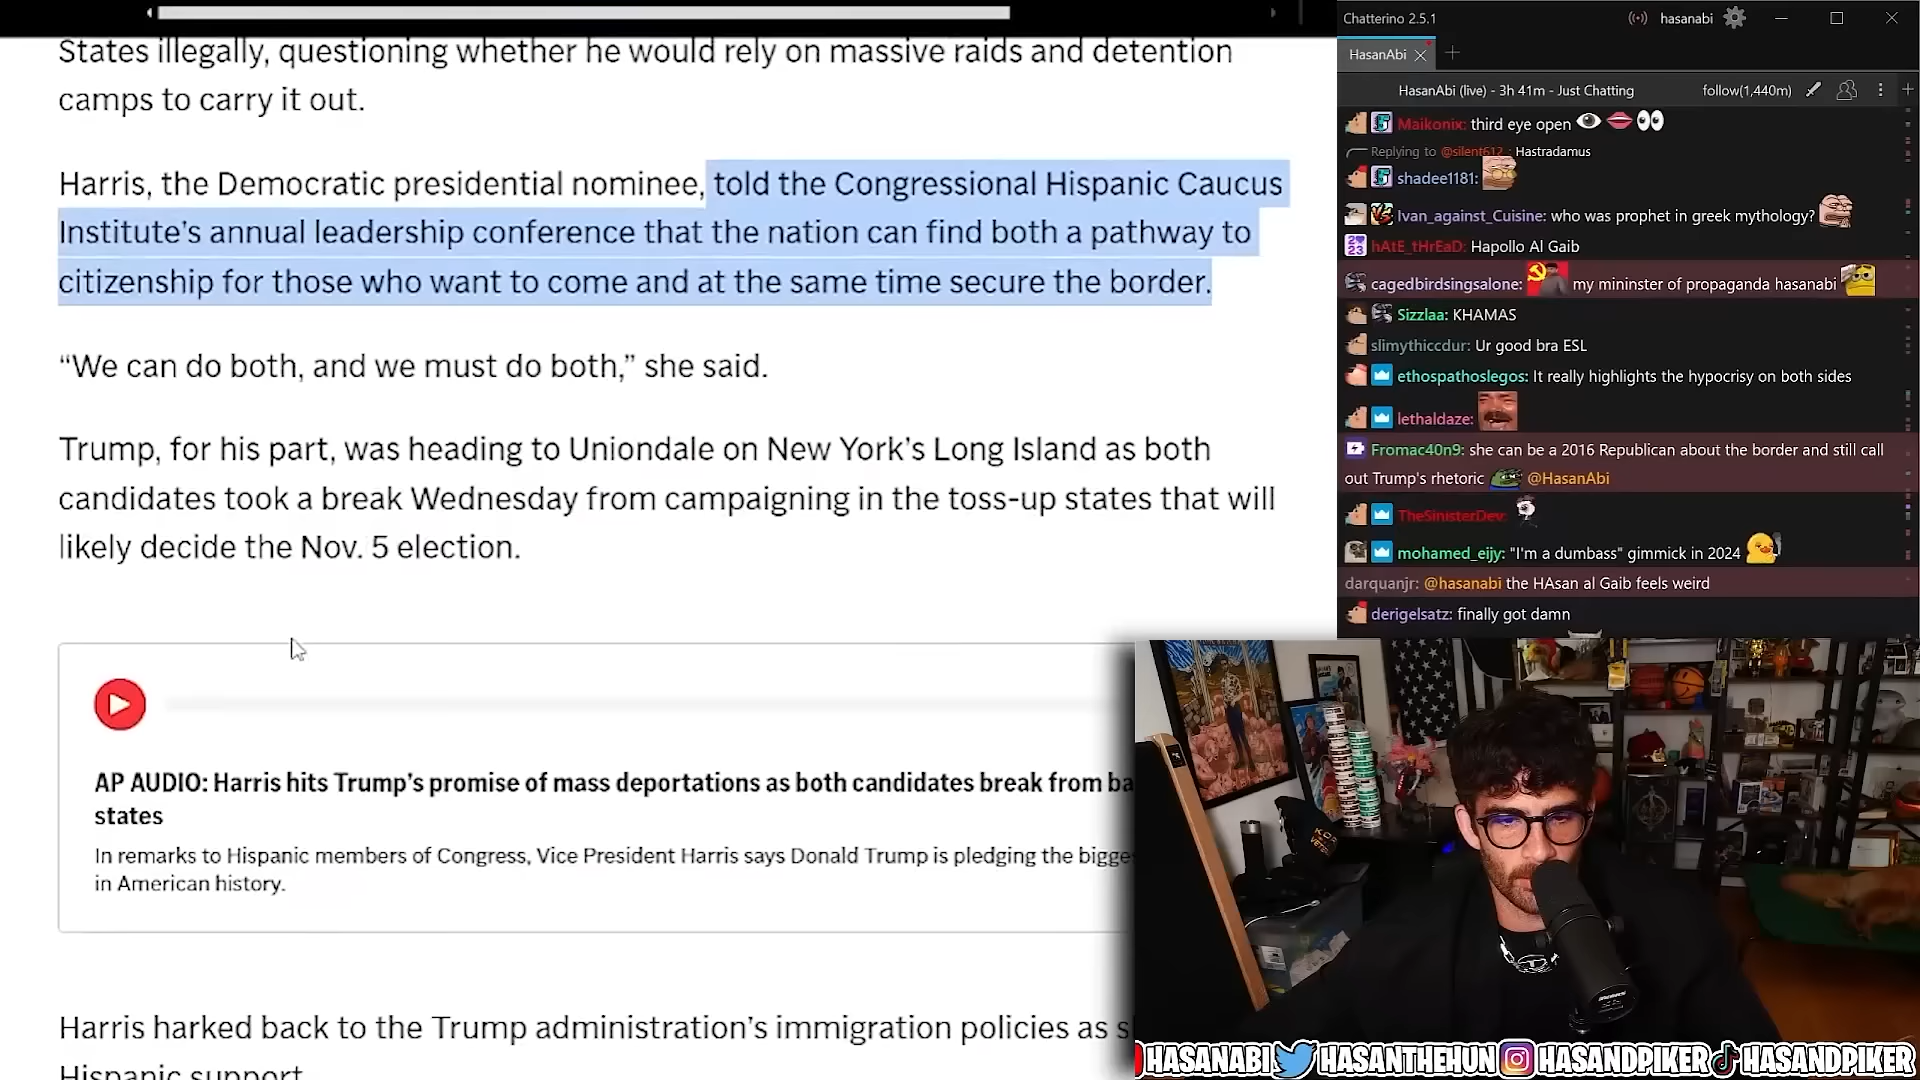 States illegally, questioning whether he would rely on massive raids and detention
camps to carry it out.
Harris, the Democratic presidential nominee, told the Congressional Hispanic Caucus
Institute’s annual leadership conference that the nation can find both a pathway to
citizenship for those who want to come and at the same time secure the border.
“We can do both, and we must do both,” she said.
Trump, for his part, was heading to Uniondale on New York’s Long Island as both
candidates took a break Wednesday from campaigning in the toss-up states that will
likely decide the Nov. 5 election.
AP AUDIO: Harris hits Trump’s promise of mass deportations as both candidates break from ba
states
In remarks to Hispanic members of Congress, Vice President Harris says Donald Trump is pledging the bigge
in American history.
Harris harked back to the Trump administration’s immigration policies as s
Hispanic support.
Chatterino 2.5.1
hasanabi
HasanAbi
HasanAbi (live) - 3h 41m - Just Chatting
follow(1,440m)
Maikonix: third eye open
Replying to @silent612 : Hastradamus
shadee1181:
Ivan_against_Cuisine: who was prophet in greek mythology?
hAtE_tHrEaD: Hapollo Al Gaib
cagedbirdsingsalone: my mininster of propaganda hasanabi
Sizzlaa: KHAMAS
slimythiccdur: Ur good bra ESL
ethospathoslegos: It really highlights the hypocrisy on both sides
lethaldaze:
Fromac40n9: she can be a 2016 Republican about the border and still call
out Trump's rhetoric @HasanAbi
TheSinisterDev:
mohamed_eijy: "I'm a dumbass" gimmick in 2024
darquanjr: @hasanabi the HAsan al Gaib feels weird
derigelsatz: finally got damn
HASANABI HASANTHEHUN HASANDPIKER HASANDPIKER